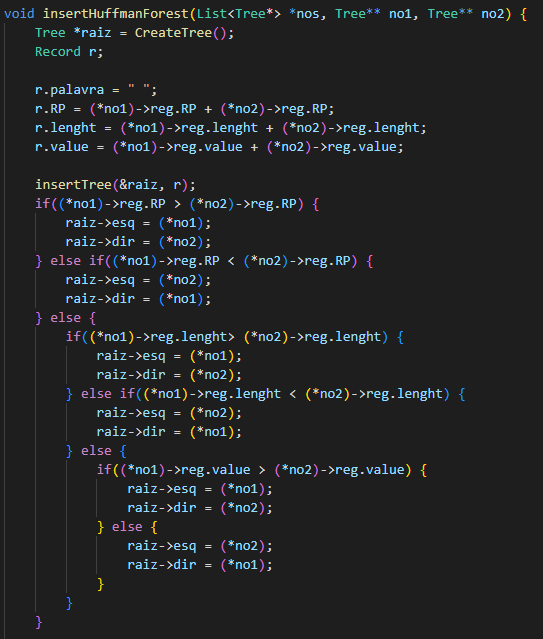 void insertHuffmanForest(List<Tree*> *nos, Tree** no1, Tree** no2) {
    Tree *raiz = CreateTree();
    Record r;

    r.palavra = " ";
    r.RP = (*no1)->reg.RP + (*no2)->reg.RP;
    r.lenght = (*no1)->reg.lenght + (*no2)->reg.lenght;
    r.value = (*no1)->reg.value + (*no2)->reg.value;

    insertTree(&raiz, r);
    if((*no1)->reg.RP > (*no2)->reg.RP) {
        raiz->esq = (*no1);
        raiz->dir = (*no2);
    } else if((*no1)->reg.RP < (*no2)->reg.RP) {
        raiz->esq = (*no2);
        raiz->dir = (*no1);
    } else {
        if((*no1)->reg.lenght> (*no2)->reg.lenght) {
            raiz->esq = (*no1);
            raiz->dir = (*no2);
        } else if((*no1)->reg.lenght < (*no2)->reg.lenght) {
            raiz->esq = (*no2);
            raiz->dir = (*no1);
        } else {
            if((*no1)->reg.value > (*no2)->reg.value) {
                raiz->esq = (*no1);
                raiz->dir = (*no2);
            } else {
                raiz->esq = (*no2);
                raiz->dir = (*no1);
            }
        }
    }